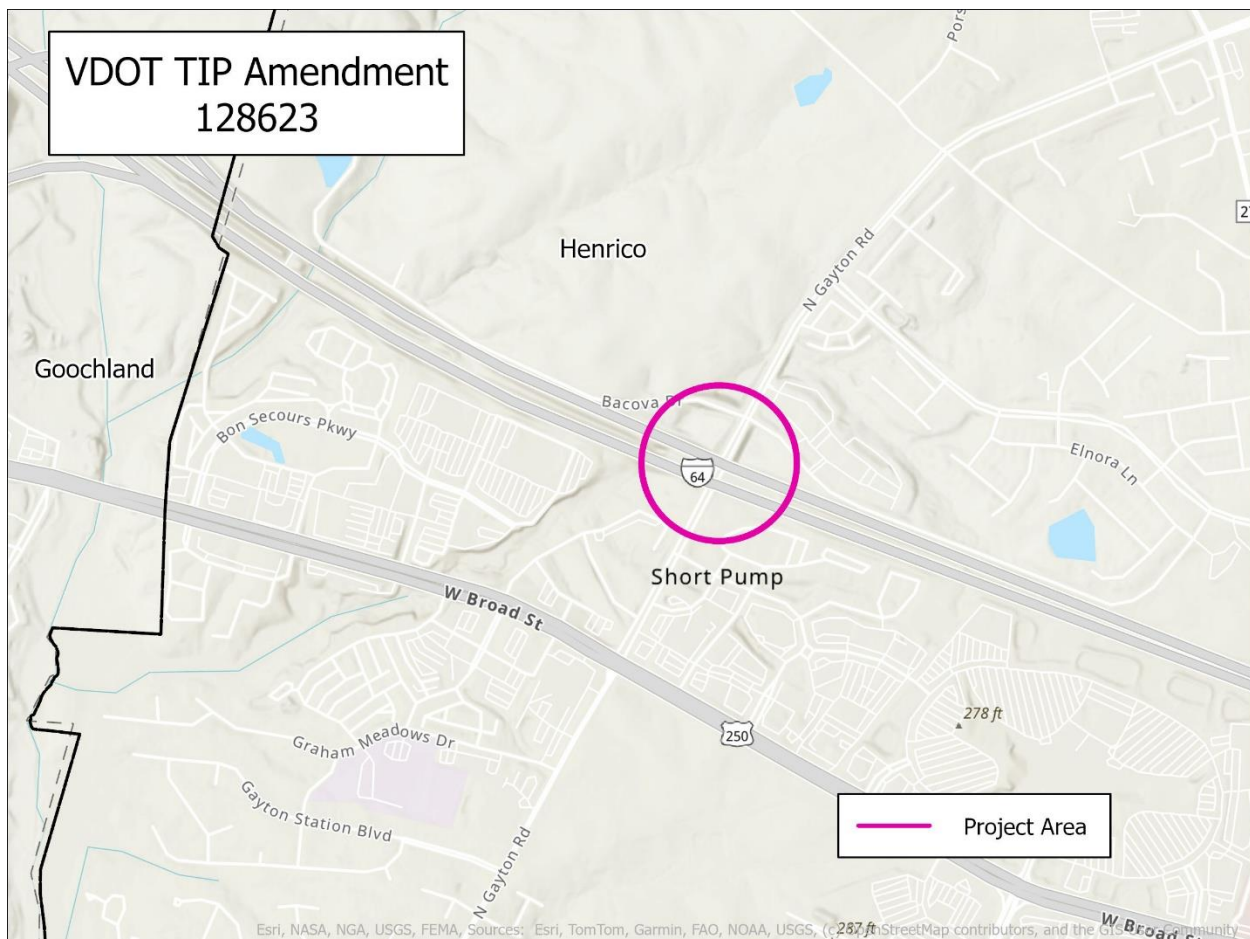 VDOT TIP Amendment
128623
Henrico
N Gayton Rd
Goochland
Bacova Dr
Bon Secours Pkwy
64
Elnora Ln
Short Pump
W Broad St
278 ft
250
Graham Meadows Dr
Gayton Station Blvd
Project Area
N Gayton Rd
287 ft
W Broad S
Esri, NASA, NGA, USGS, FEMA, Sources: Esri, TomTom, Garmin, FAO, NOAA, USGS, (c) OpenStreetMap contributors, and the GIS User Community